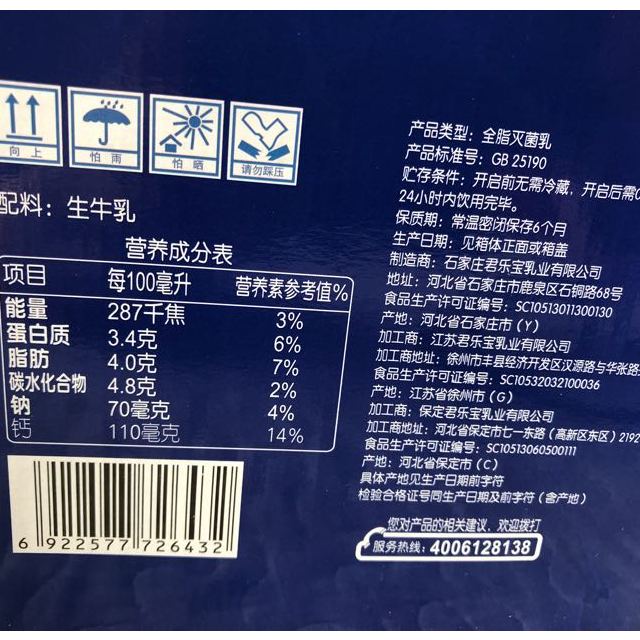 向上
怕雨
怕晒
请勿踩压
配料：生牛乳
营养成分表
项目 每100毫升 营养素参考值%
能量 287千焦 3%
蛋白质 3.4克 6%
脂肪 4.0克 7%
碳水化合物 4.8克 2%
钠 70毫克 4%
钙 110毫克 14%
6 922577 726432
产品类型：全脂灭菌乳
产品标准号：GB 25190
贮存条件：开启前无需冷藏，开启后需0
24小时内饮用完毕。
保质期：常温密闭保存6个月
生产日期：见箱体正面或箱盖
制造商：石家庄君乐宝乳业有限公司
地址：河北省石家庄市鹿泉区石铜路68号
食品生产许可证编号：SC10513011300130
产地：河北省石家庄市（Y）
加工商：江苏君乐宝乳业有限公司
加工商地址：徐州市丰县经济开发区汉源路与华张路
食品生产许可证编号：SC10532032100036
产地：江苏省徐州市（G）
加工商：保定君乐宝乳业有限公司
加工商地址：河北省保定市七一东路（高新区东区）2192
食品生产许可证编号：SC10513060500111
产地：河北省保定市（C）
具体产地见生产日期前字符
检验合格证号同生产日期及前字符（含产地）
您对产品的相关建议，欢迎拨打
服务热线：4006128138